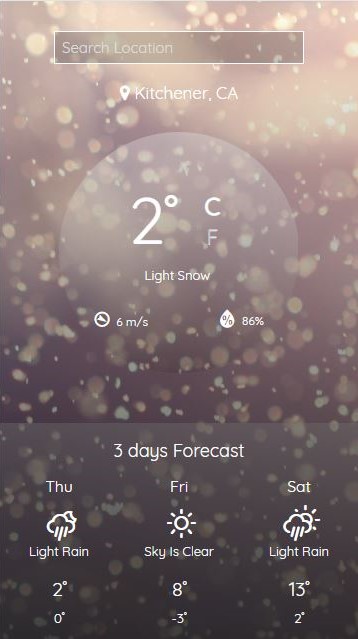 Search Location
Kitchener, CA
2° C
F
Light Snow
6 m/s 86%
3 days Forecast
Thu Fri Sat
Light Rain Sky Is Clear Light Rain
2° 8° 13°
0° -3° 2°